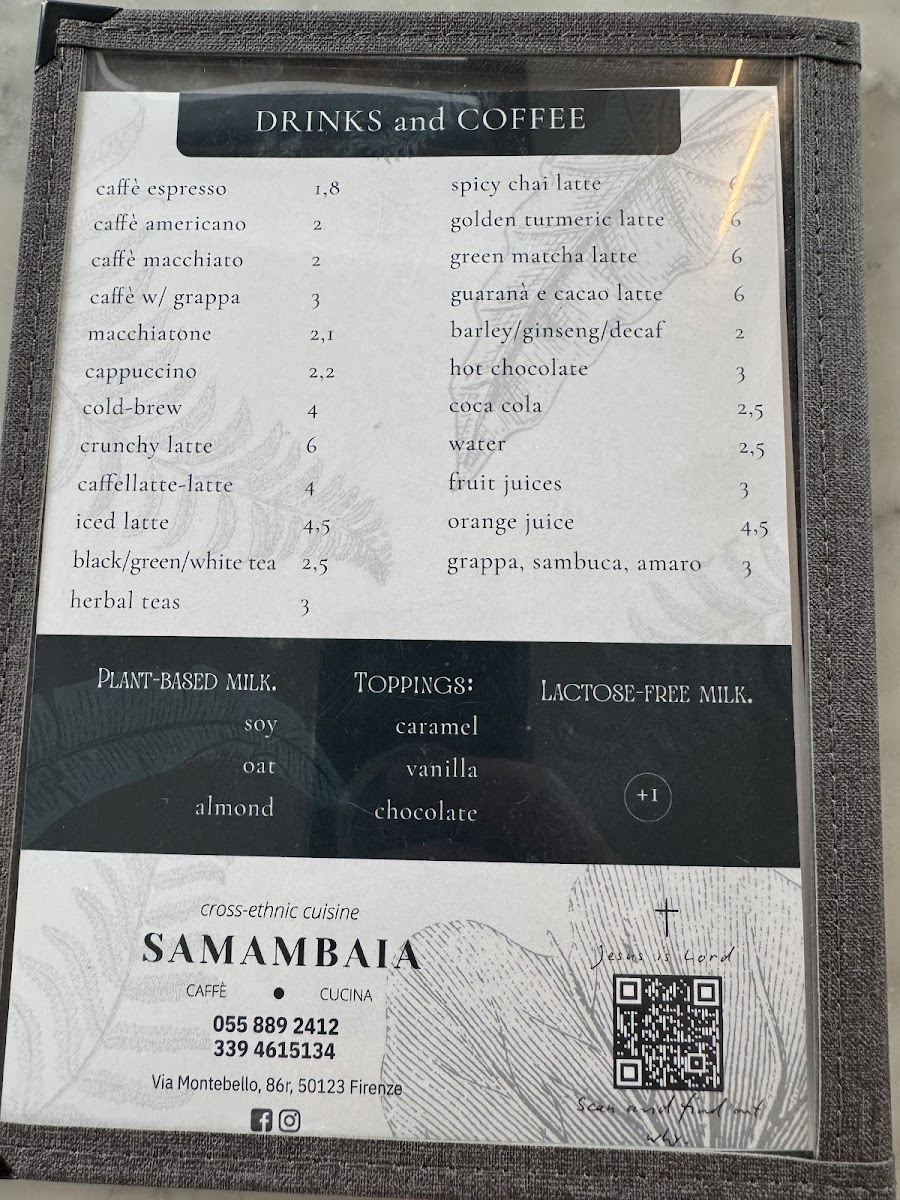 DRINKS and COFFEE
caffè espresso 1,8
caffè americano 2
caffè macchiato 2
caffè w/ grappa 3
macchiatone 2,1
cappuccino 2,2
cold-brew 4
crunchy latte 6
caffellatte-latte 4
iced latte 4,5
black/green/white tea 2,5
herbal teas 3
spicy chai latte
golden turmeric latte 6
green matcha latte 6
guaranà e cacao latte 6
barley/ginseng/decaf 2
hot chocolate 3
coca cola 2,5
water 2,5
fruit juices 3
orange juice 4,5
grappa, sambuca, amaro 3
PLANT-BASED MILK.
soy
oat
almond
TOPPINGS:
caramel
vanilla
chocolate
LACTOSE-FREE MILK.
+1
cross-ethnic cuisine
SAMAMBAIA
CAFFÈ • CUCINA
055 889 2412
339 4615134
Via Montebello, 86r, 50123 Firenze
Jesus is Lord
Scan and find out
why.